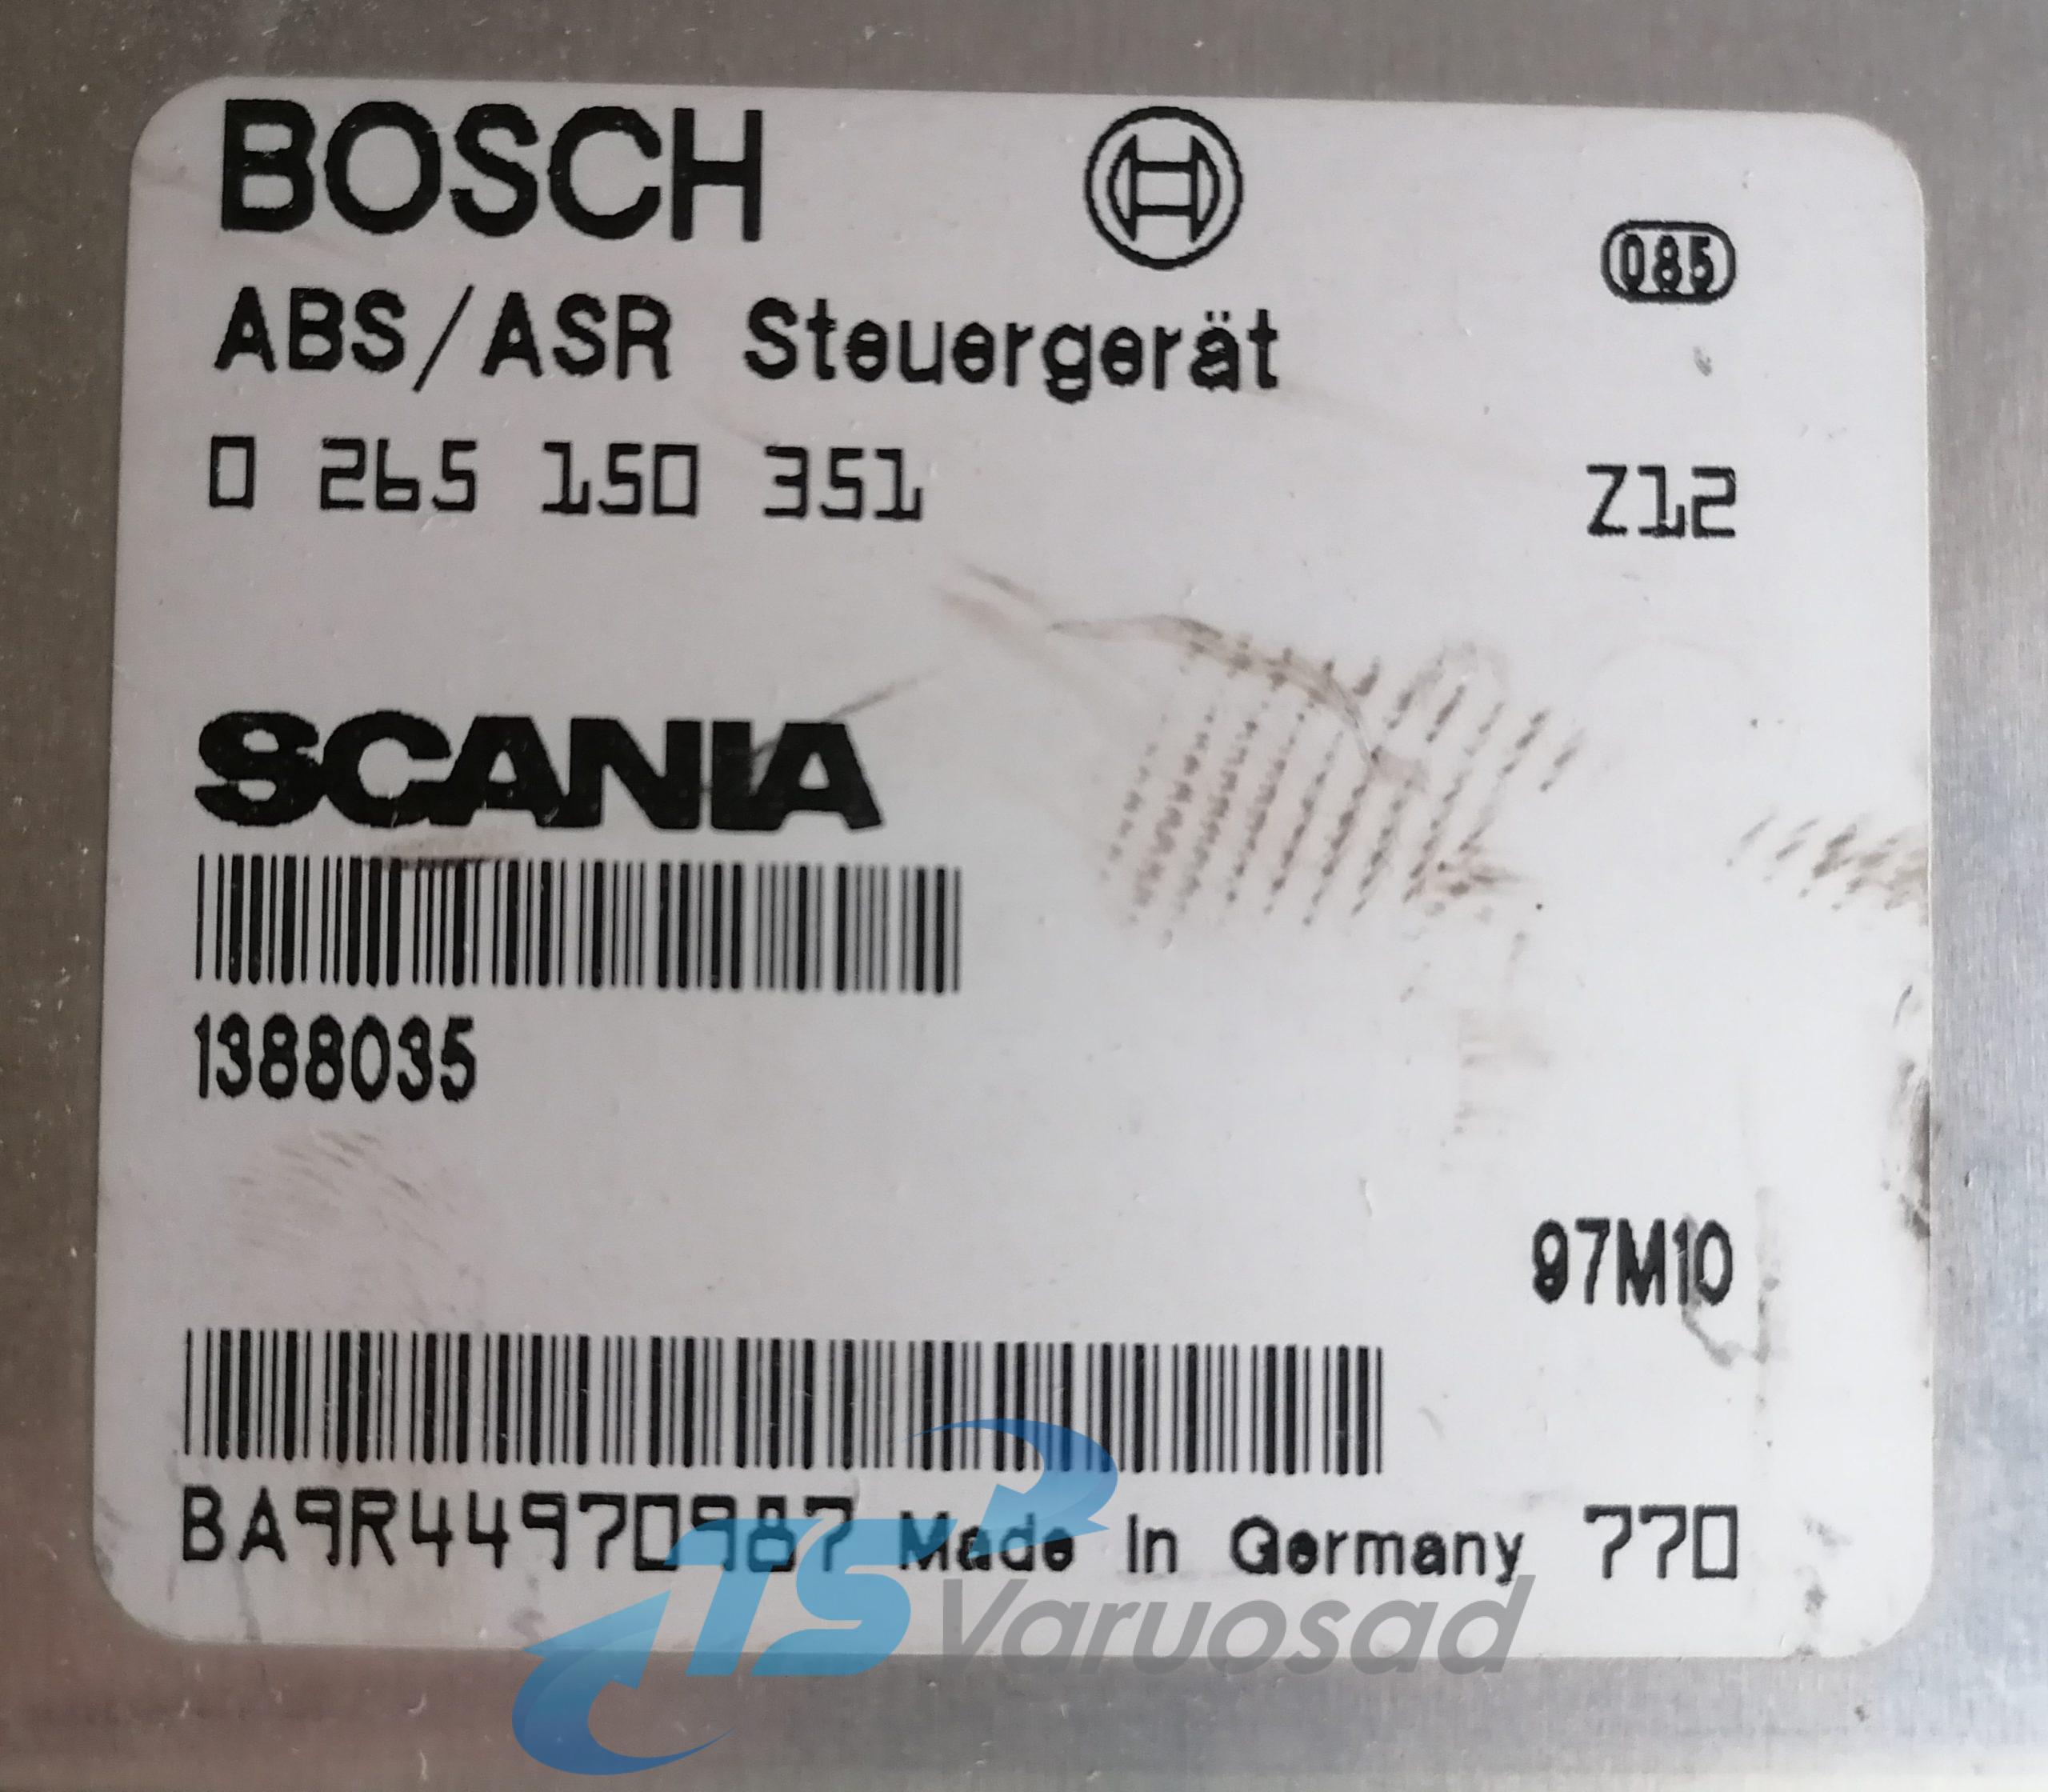 BOSCH
085
ABS/ASR Steuergerät
0 265 150 351 Z12
SCANIA
1388035
97M10
BA9R44970987 Made In Germany 770
TS Varuosad